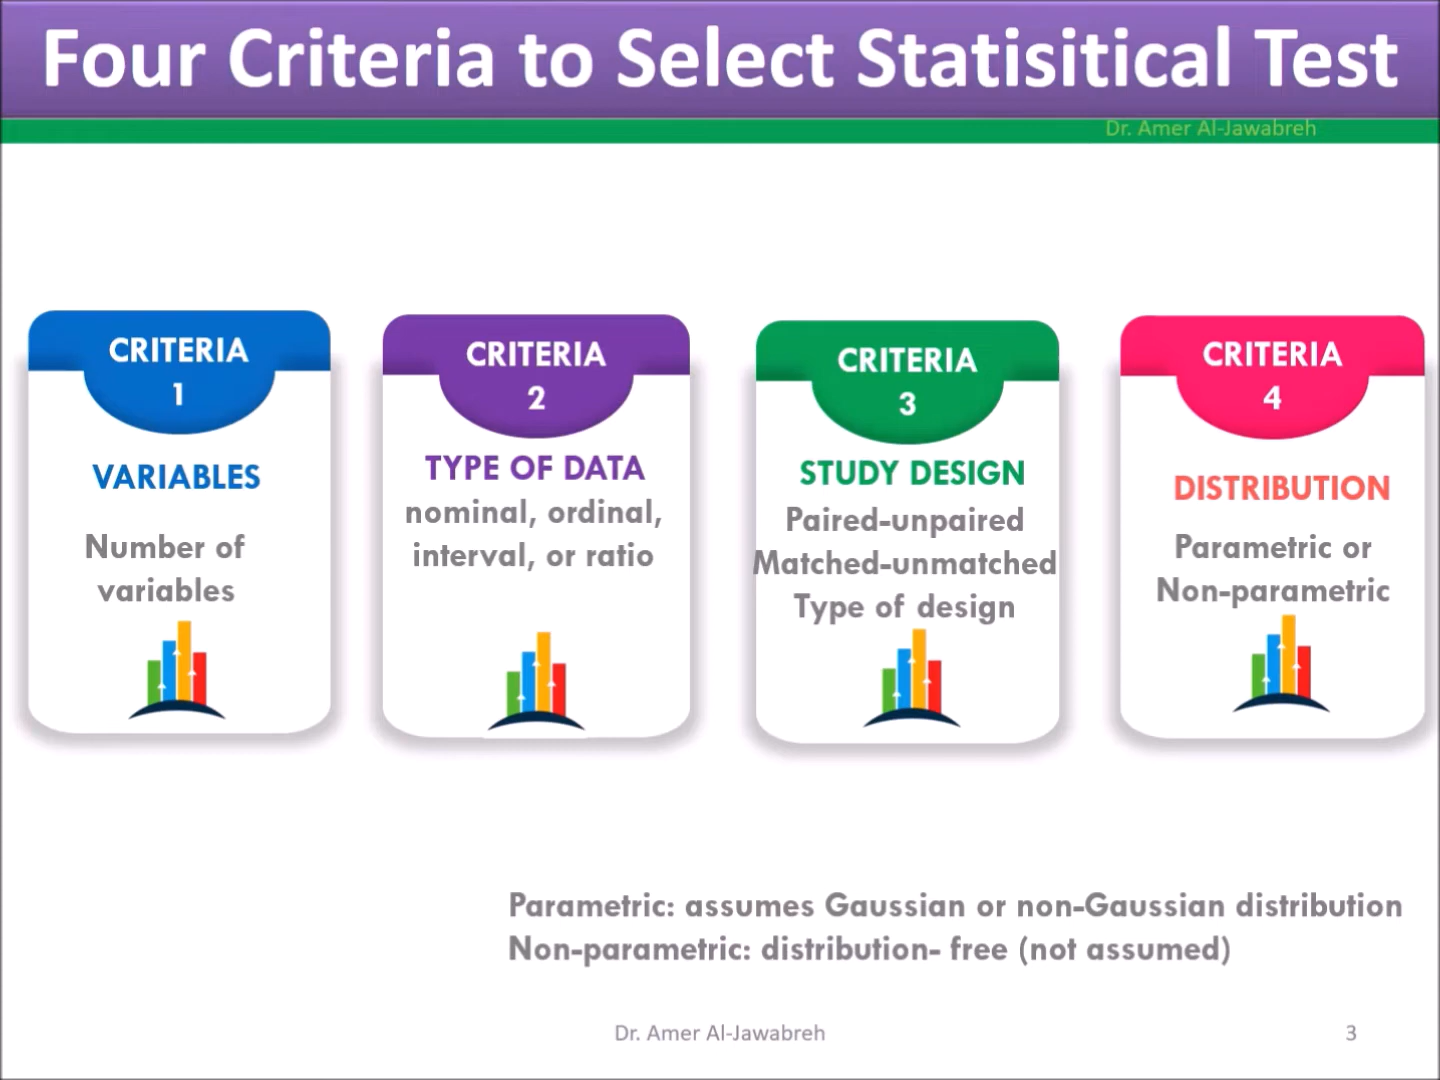 Four Criteria to Select Statisitical Test
Dr. Amer Al-Jawabreh
CRITERIA
1
VARIABLES
Number of
variables
CRITERIA
2
TYPE OF DATA
nominal, ordinal,
interval, or ratio
CRITERIA
3
STUDY DESIGN
Paired-unpaired
Matched-unmatched
Type of design
CRITERIA
4
DISTRIBUTION
Parametric or
Non-parametric
Parametric: assumes Gaussian or non-Gaussian distribution
Non-parametric: distribution- free (not assumed)
Dr. Amer Al-Jawabreh
3